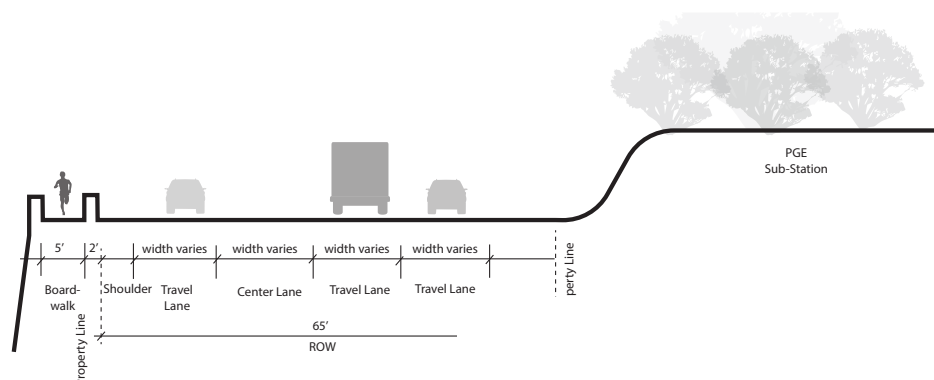 PGE
Sub-Station
5’
2’
width varies
width varies
width varies
width varies
Board-
walk
Shoulder
Travel
Lane
Center Lane
Travel Lane
Travel Lane
perty Line
roperty Line
65’
ROW